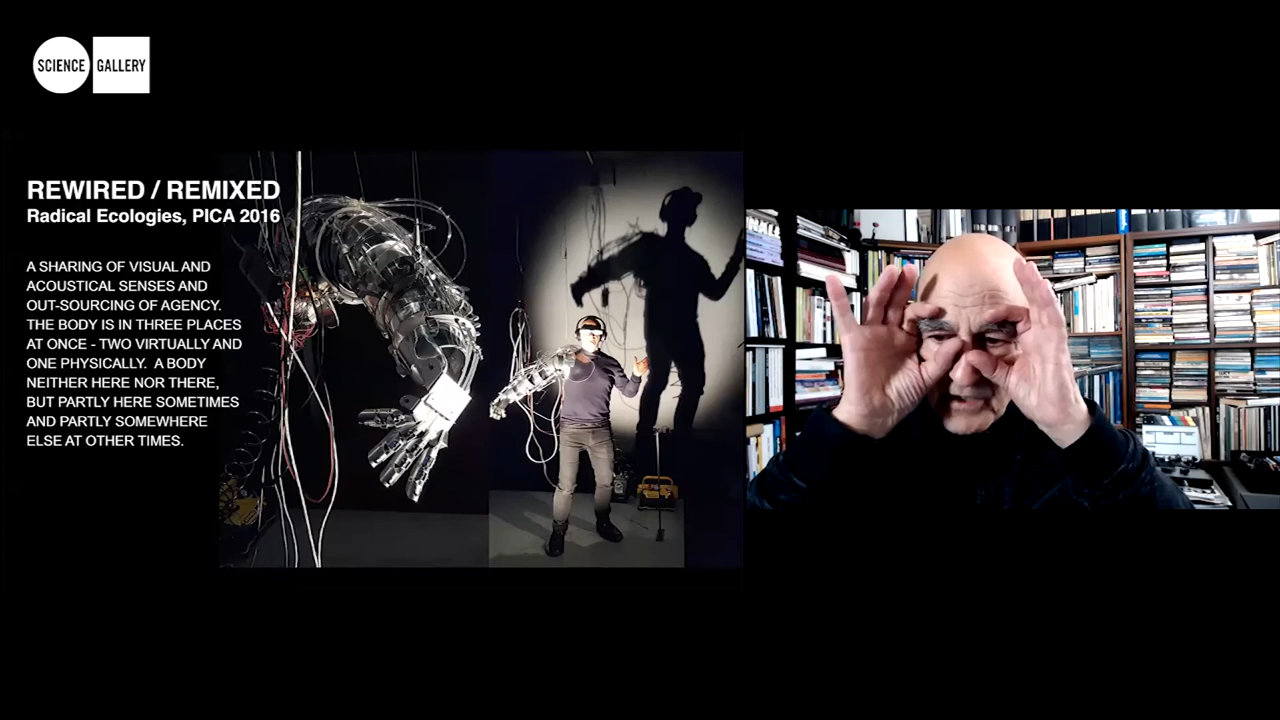 SCIENCE GALLERY
REWIRED / REMIXED
Radical Ecologies, PICA 2016
A SHARING OF VISUAL AND
ACOUSTICAL SENSES AND
OUT-SOURCING OF AGENCY.
THE BODY IS IN THREE PLACES
AT ONCE - TWO VIRTUALLY AND
ONE PHYSICALLY. A BODY
NEITHER HERE NOR THERE,
BUT PARTLY HERE SOMETIMES
AND PARTLY SOMEWHERE
ELSE AT OTHER TIMES.